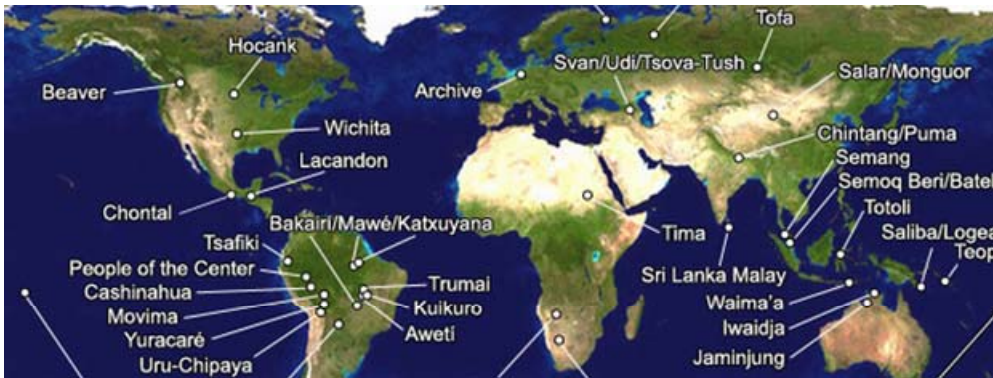 Tofa
Hocank
Svan/Udi/Tsova-Tush
Salar/Monguor
Beaver
Archive
Wichita
Chintang/Puma
Lacandon
Semang
Semoq Beri/Batek
Chontal
Bakairí/Mawé/Katxuyana
Totoli
Tsafiki
Tima
Saliba/Logea
People of the Center
Trumai
Sri Lanka Malay
Teop
Cashinahua
Kuikuro
Waima'a
Movima
Awetí
Iwaidja
Yuracaré
Jaminjung
Uru-Chipaya